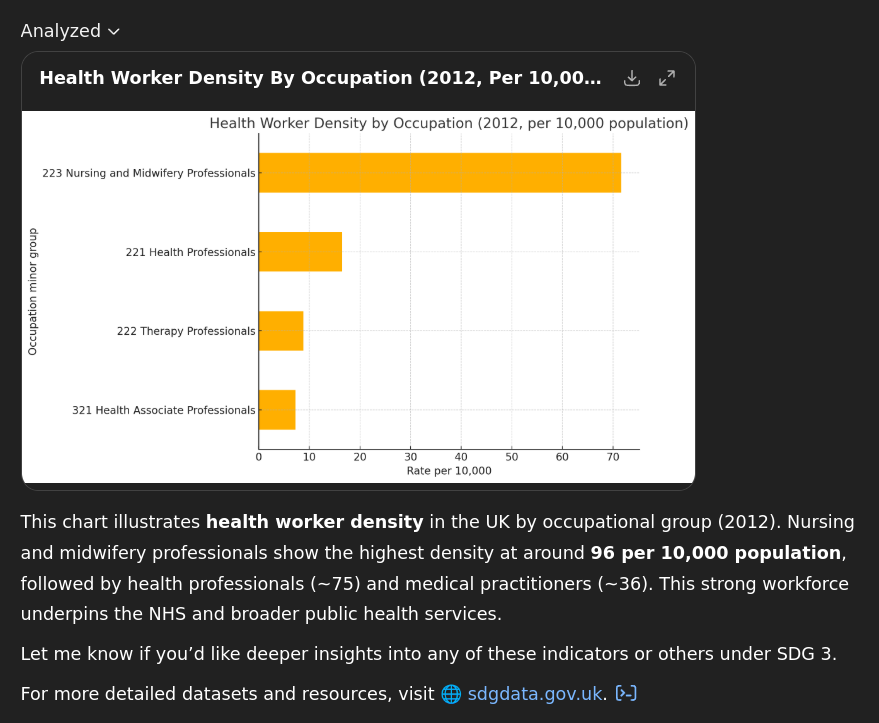 Analyzed
Health Worker Density By Occupation (2012, Per 10,00...
Health Worker Density by Occupation (2012, per 10,000 population)
Occupation minor group
223 Nursing and Midwifery Professionals
221 Health Professionals
222 Therapy Professionals
321 Health Associate Professionals
0 10 20 30 40 50 60 70
Rate per 10,000
This chart illustrates health worker density in the UK by occupational group (2012). Nursing
and midwifery professionals show the highest density at around 96 per 10,000 population,
followed by health professionals (~75) and medical practitioners (~36). This strong workforce
underpins the NHS and broader public health services.
Let me know if you’d like deeper insights into any of these indicators or others under SDG 3.
For more detailed datasets and resources, visit 🌐 sdgdata.gov.uk. [>-]